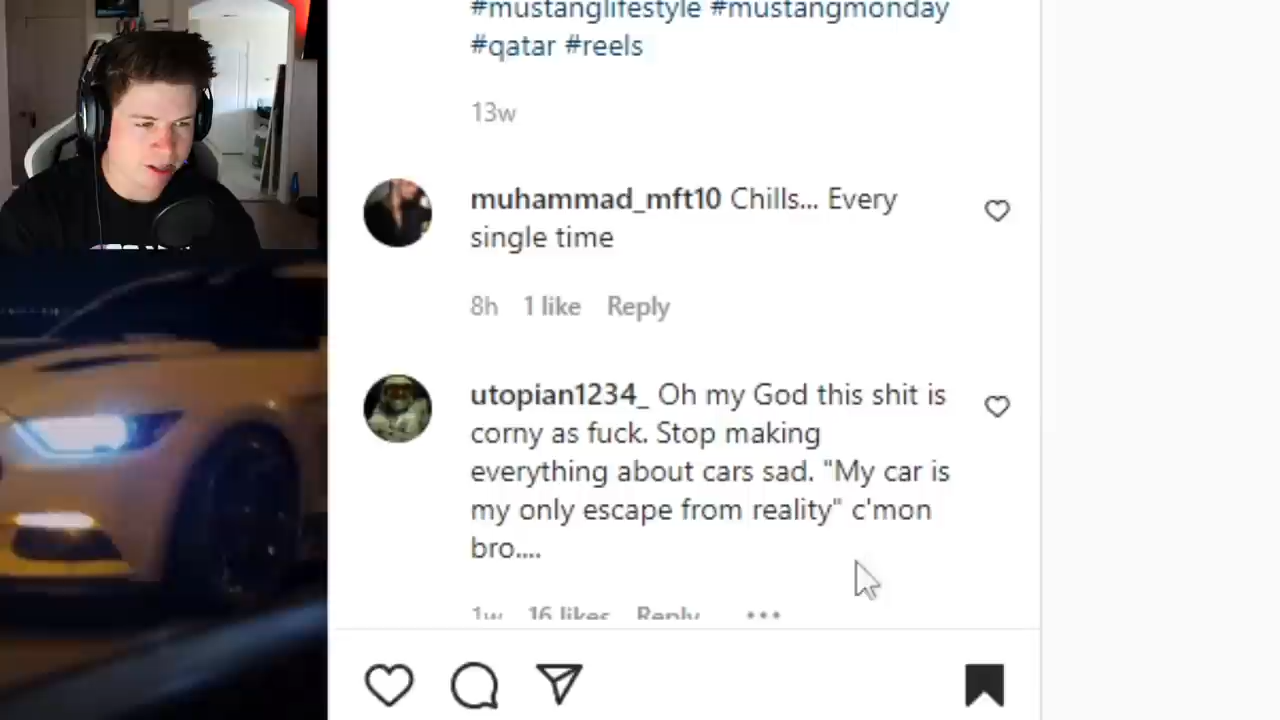 #mustanglifestyle #mustangmonday
#qatar #reels
13w
muhammad_mft10 Chills... Every
single time
8h 1 like Reply
utopian1234_ Oh my God this shit is
corny as fuck. Stop making
everything about cars sad. "My car is
my only escape from reality" c'mon
bro....
1w 16 likes Reply